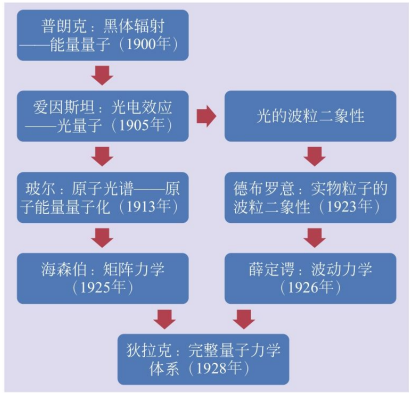 普朗克：黑体辐射
——能量量子（1900年）
爱因斯坦：光电效应
——光量子（1905年）
光的波粒二象性
玻尔：原子光谱——原
子能量量子化（1913年）
德布罗意：实物粒子的
波粒二象性（1923年）
海森伯：矩阵力学
（1925年）
薛定谔：波动力学
（1926年）
狄拉克：完整量子力学
体系（1928年）